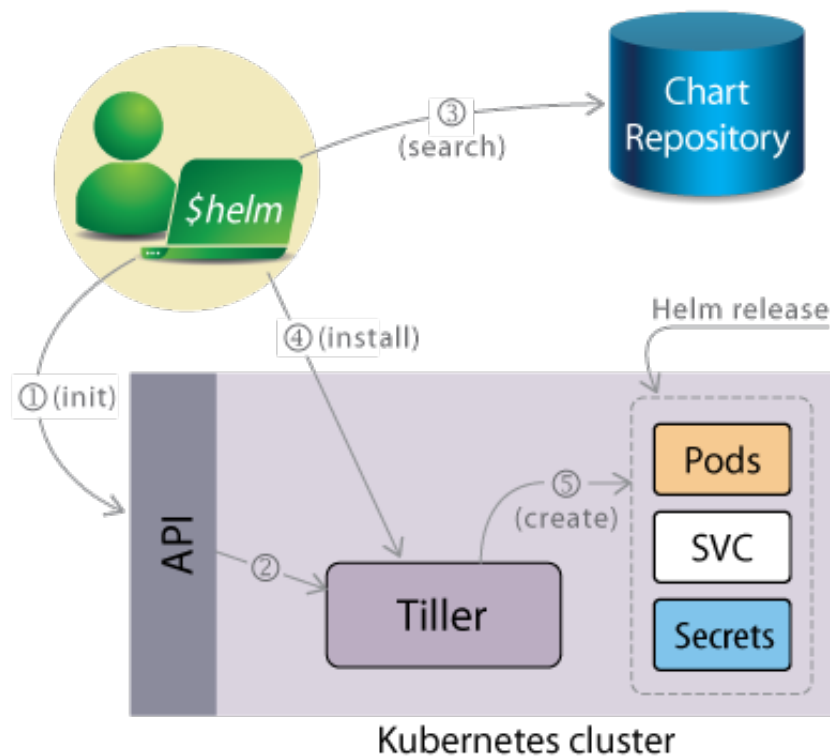 ③
(search)
Chart
Repository
$helm
Helm release
④(install)
①(init)
Pods
⑤
(create)
SVC
API
②
Tiller
Secrets
Kubernetes cluster